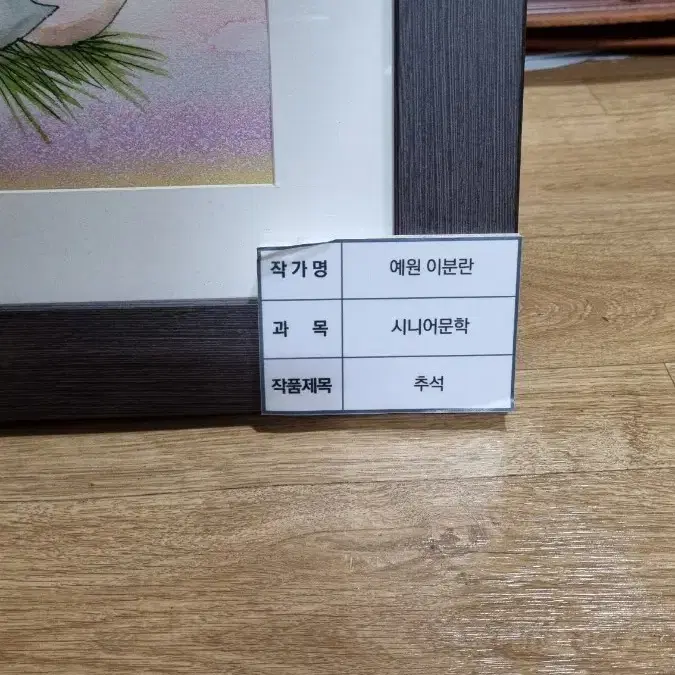 작가명 예원 이분란
과 목 시니어문학
작품제목 추석